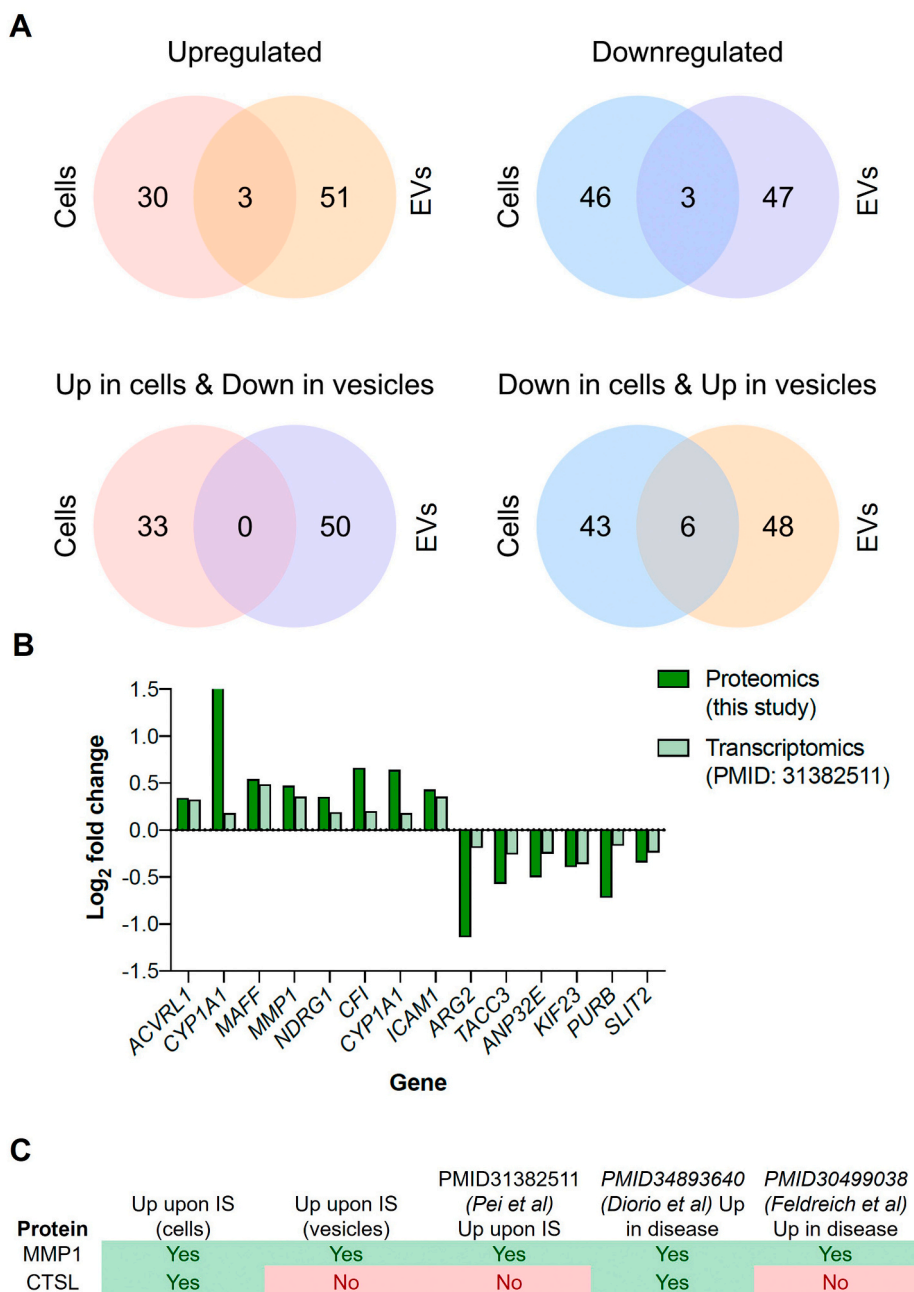 A
Upregulated
Downregulated
Cells
30
3
51
EVs
Cells
46
3
47
EVs
Up in cells & Down in vesicles
Down in cells & Up in vesicles
Cells
33
0
50
EVs
Cells
43
6
48
EVs
B
Proteomics
(this study)
Transcriptomics
(PMID: 31382511)
Log2 fold change
1.5
1.0
0.5
0.0
-0.5
-1.0
-1.5
ACVRL1
CYP1A1
MAFF
MMP1
NDRG1
CFI
CYP1A1
ICAM1
ARG2
TACC3
ANP32E
KIF23
PURB
SLIT2
Gene
C
PMID31382511 PMID34893640 PMID30499038
Up upon IS Up upon IS (Pei et al) (Diorio et al) Up (Feldreich et al)
Protein (cells) (vesicles) Up upon IS in disease Up in disease
MMP1 Yes Yes Yes Yes Yes
CTSL Yes No No Yes No